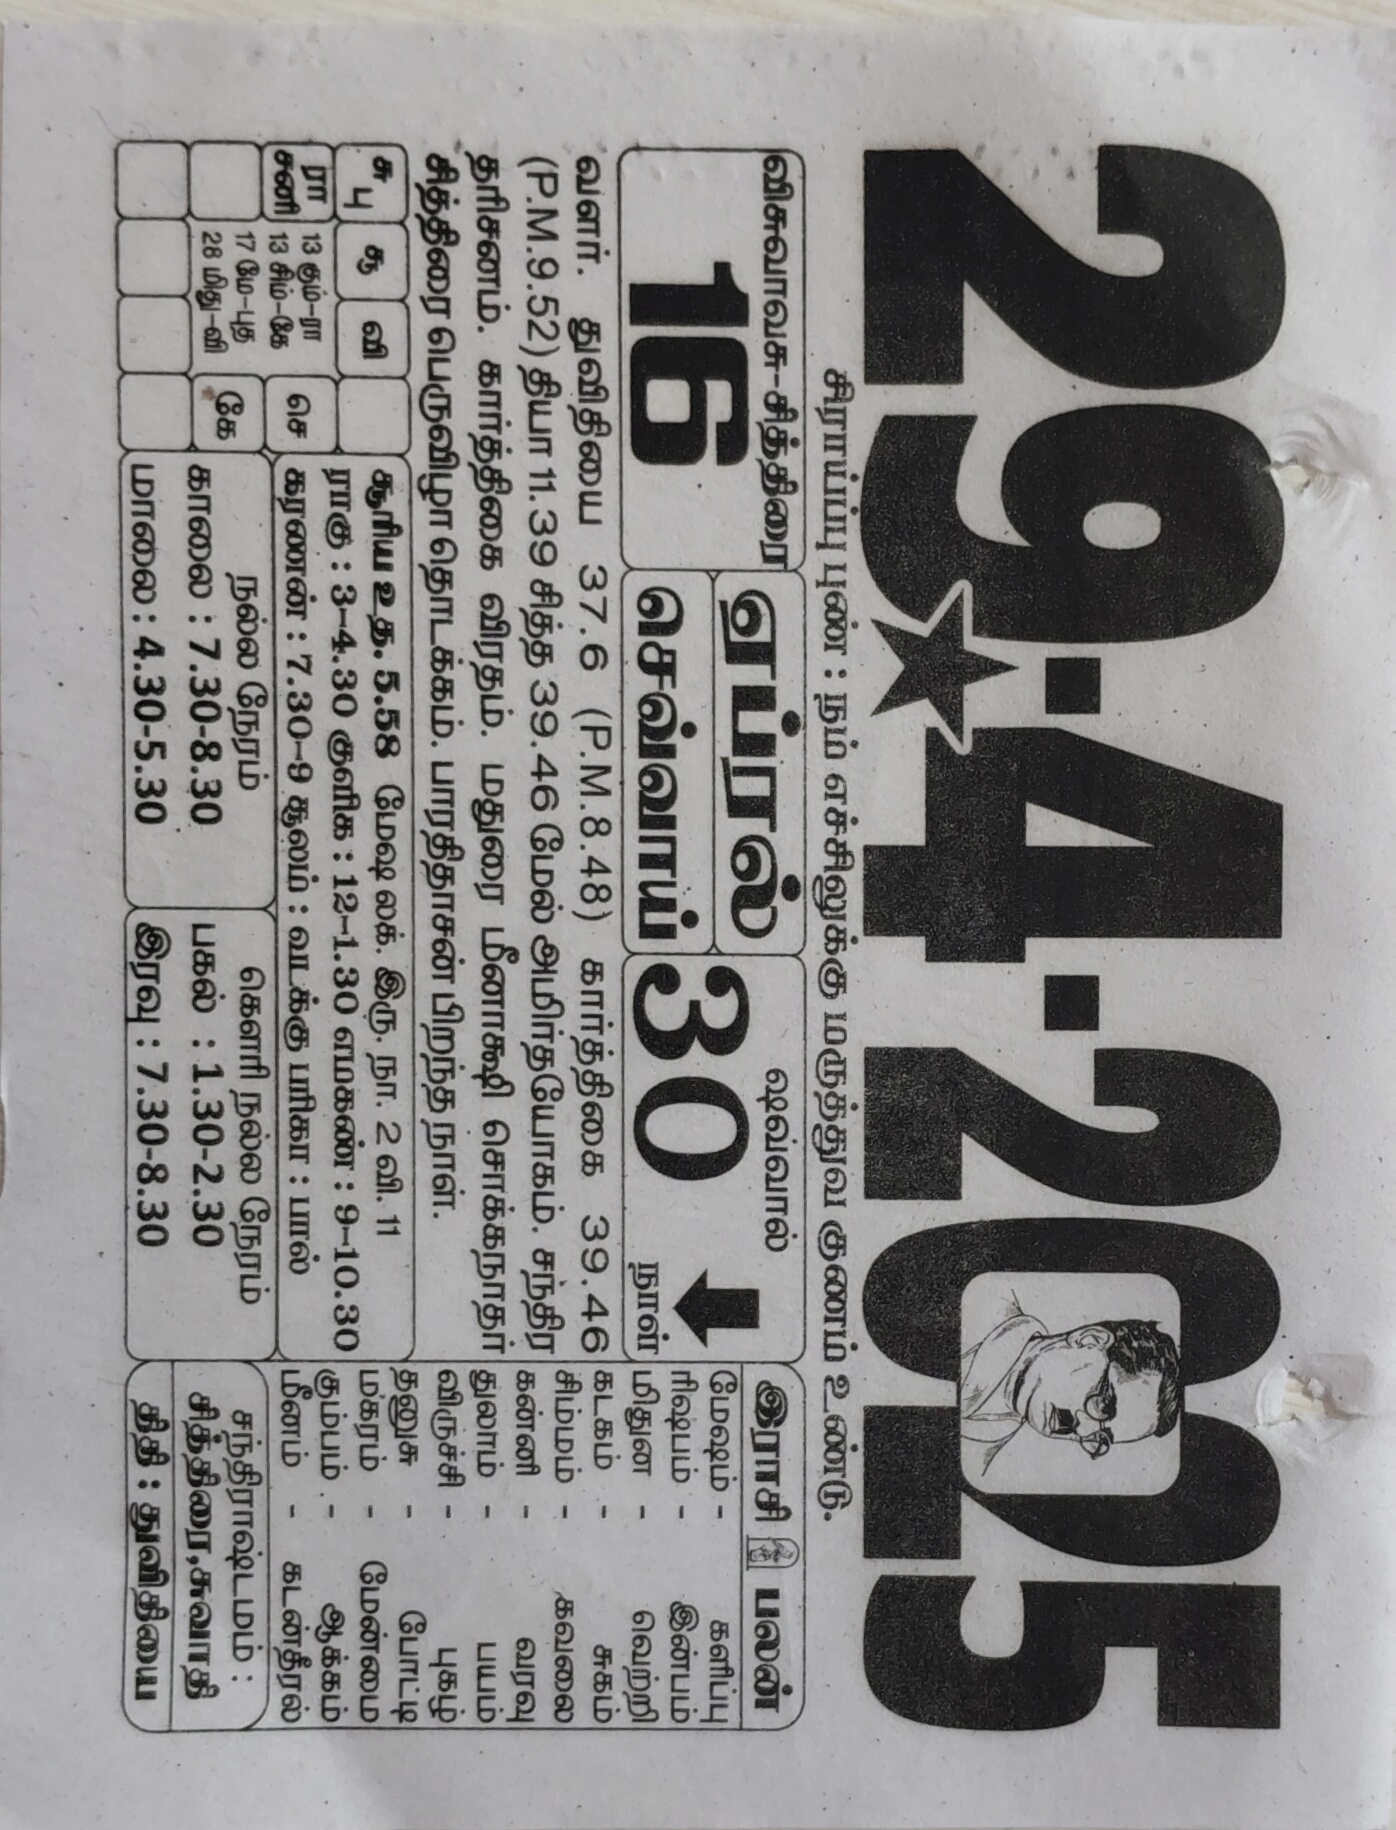 29·4·2025
சிராய்ப்பு புண் : நம் எச்சிலுக்கு மருத்துவ குணம் உண்டு.
விசுவாவசு-சித்திரை
16
ஏப்ரல்
செவ்வாய்
ஷவ்வால்
30
நாள்
வளர். துவிதியை 37.6 (P.M.8.48) கார்த்திகை 39.46
(P.M.9.52) தியா 11.39 சித்த 39.46 மேல் அமிர்தயோகம். சந்திர
தரிசனம். கார்த்திகை விரதம். மதுரை மீனாக்ஷி சொக்கநாதர்
சித்திரை பெருவிழா தொடக்கம். பாரதிதாசன் பிறந்த நாள்.
சு பு
சூ
வி
ரா சனி
13 கும்-ரா
13 சிம்-கே
17 மே-புத
28 மிது-வி
செ
கே
சூரிய உத. 5.58 மேஷ லக். இரு. நா. 2 வி. 11
ராகு : 3-4.30 குளிக : 12-1.30 எமகண் : 9-10.30
கரணன் : 7.30-9 சூலம் : வடக்கு பரிகா : பால்
நல்ல நேரம்
காலை : 7.30-8.30
மாலை : 4.30-5.30
கௌரி நல்ல நேரம்
பகல் : 1.30-2.30
இரவு : 7.30-8.30
இராசி பலன்
மேஷம் - களிப்பு
ரிஷபம் - இன்பம்
மிதுன - வெற்றி
கடகம் - சுகம்
சிம்மம் - கவலை
கன்னி - வரவு
துலாம் - பயம்
விருச்சி - புகழ்
தனுசு - போட்டி
மகரம் - மேன்மை
கும்பம் - ஆக்கம்
மீனம் - கடன்தீரல்
சந்திராஷ்டமம் :
சித்திரை,சுவாதி
திதி : துவிதியை